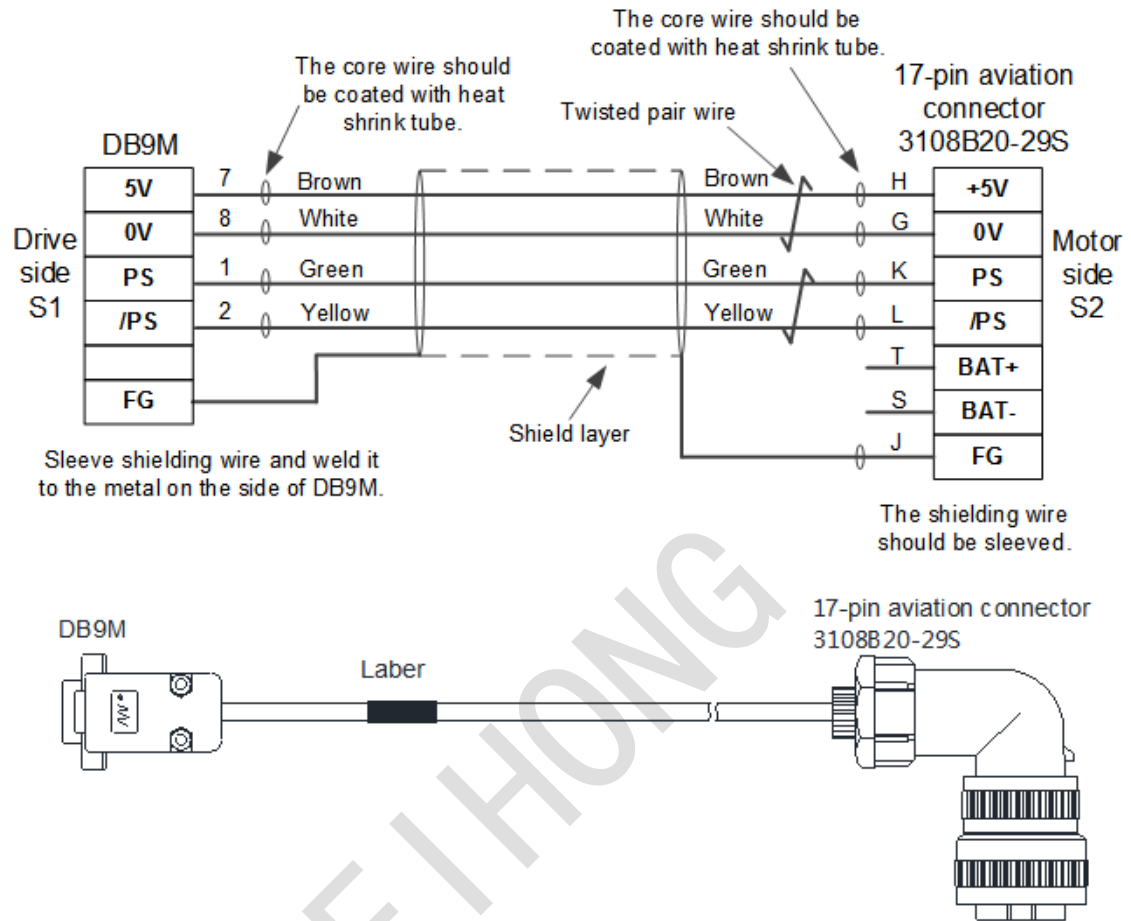 The core wire should be
coated with heat shrink tube.
The core wire should
be coated with heat
shrink tube.
Twisted pair wire
17-pin aviation
connector
3108B20-29S
DB9M
5V 7 Brown Brown H +5V
0V 8 White White G 0V
PS 1 Green Green K PS
/PS 2 Yellow Yellow L /PS
T BAT+
S BAT-
FG J FG
Drive
side
S1
Motor
side
S2
Shield layer
Sleeve shielding wire and weld it
to the metal on the side of DB9M.
The shielding wire
should be sleeved.
DB9M
Laber
17-pin aviation connector
3108B20-29S
EIHONG